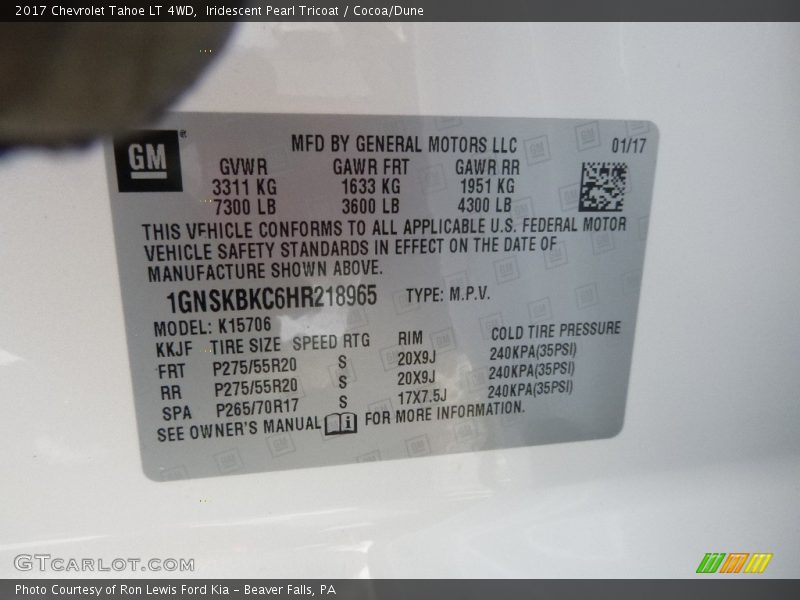 2017 Chevrolet Tahoe LT 4WD, Iridescent Pearl Tricoat / Cocoa/Dune
GM®
MFD BY GENERAL MOTORS LLC 01/17
GVWR GAWR FRT GAWR RR
3311 KG 1633 KG 1951 KG
7300 LB 3600 LB 4300 LB
THIS VEHICLE CONFORMS TO ALL APPLICABLE U.S. FEDERAL MOTOR
VEHICLE SAFETY STANDARDS IN EFFECT ON THE DATE OF
MANUFACTURE SHOWN ABOVE.
1GNSKBKC6HR218965 TYPE: M.P.V.
MODEL: K15706
KKJF TIRE SIZE SPEED RTG RIM COLD TIRE PRESSURE
FRT P275/55R20 S 20X9J 240KPA(35PSI)
RR P275/55R20 S 20X9J 240KPA(35PSI)
SPA P265/70R17 S 17X7.5J 240KPA(35PSI)
SEE OWNER'S MANUAL i FOR MORE INFORMATION.
GTCARLOT.COM
Photo Courtesy of Ron Lewis Ford Kia - Beaver Falls, PA